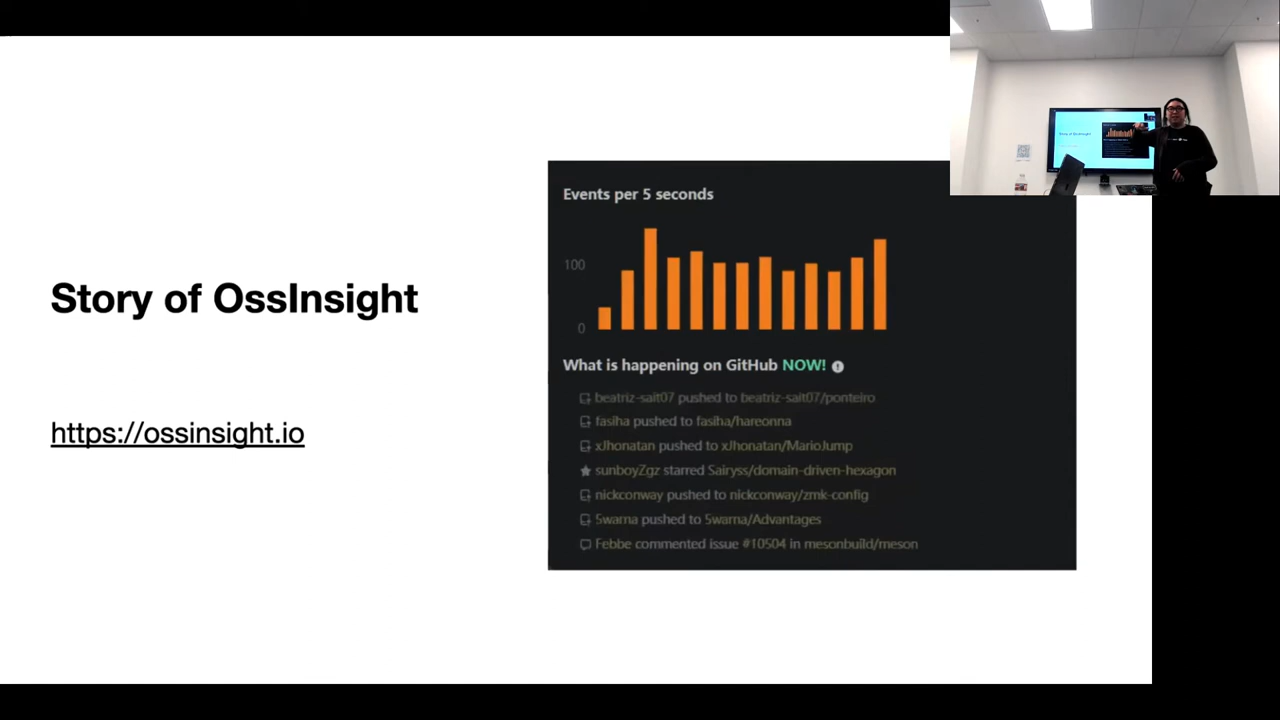 Story of OssInsight
https://ossinsight.io
Events per 5 seconds
100
0
What is happening on GitHub NOW!
beatriz-sait07 pushed to beatriz-sait07/ponteiro
fasiha pushed to fasiha/hareonna
xJhonatan pushed to xJhonatan/MarioJump
sunboyZgz starred Sairyss/domain-driven-hexagon
nickconway pushed to nickconway/zmk-config
5warna pushed to 5warna/Advantages
Febbe commented issue #10504 in mesonbuild/meson
Story of OssInsight